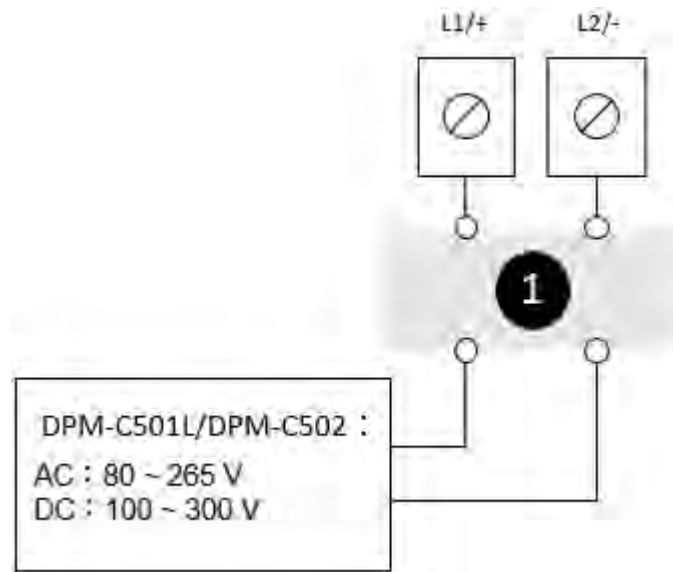 L1/+ L2/-
1
DPM-C501L/DPM-C502：
AC：80 ~ 265 V
DC：100 ~ 300 V